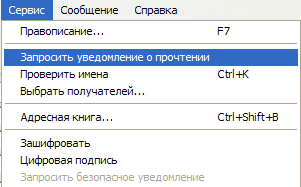 Сервис Сообщение Справка
Правописание... F7
Запросить уведомление о прочтении
Проверить имена Ctrl+K
Выбрать получателей...
Адресная книга... Ctrl+Shift+B
Зашифровать
Цифровая подпись
Запросить безопасное уведомление